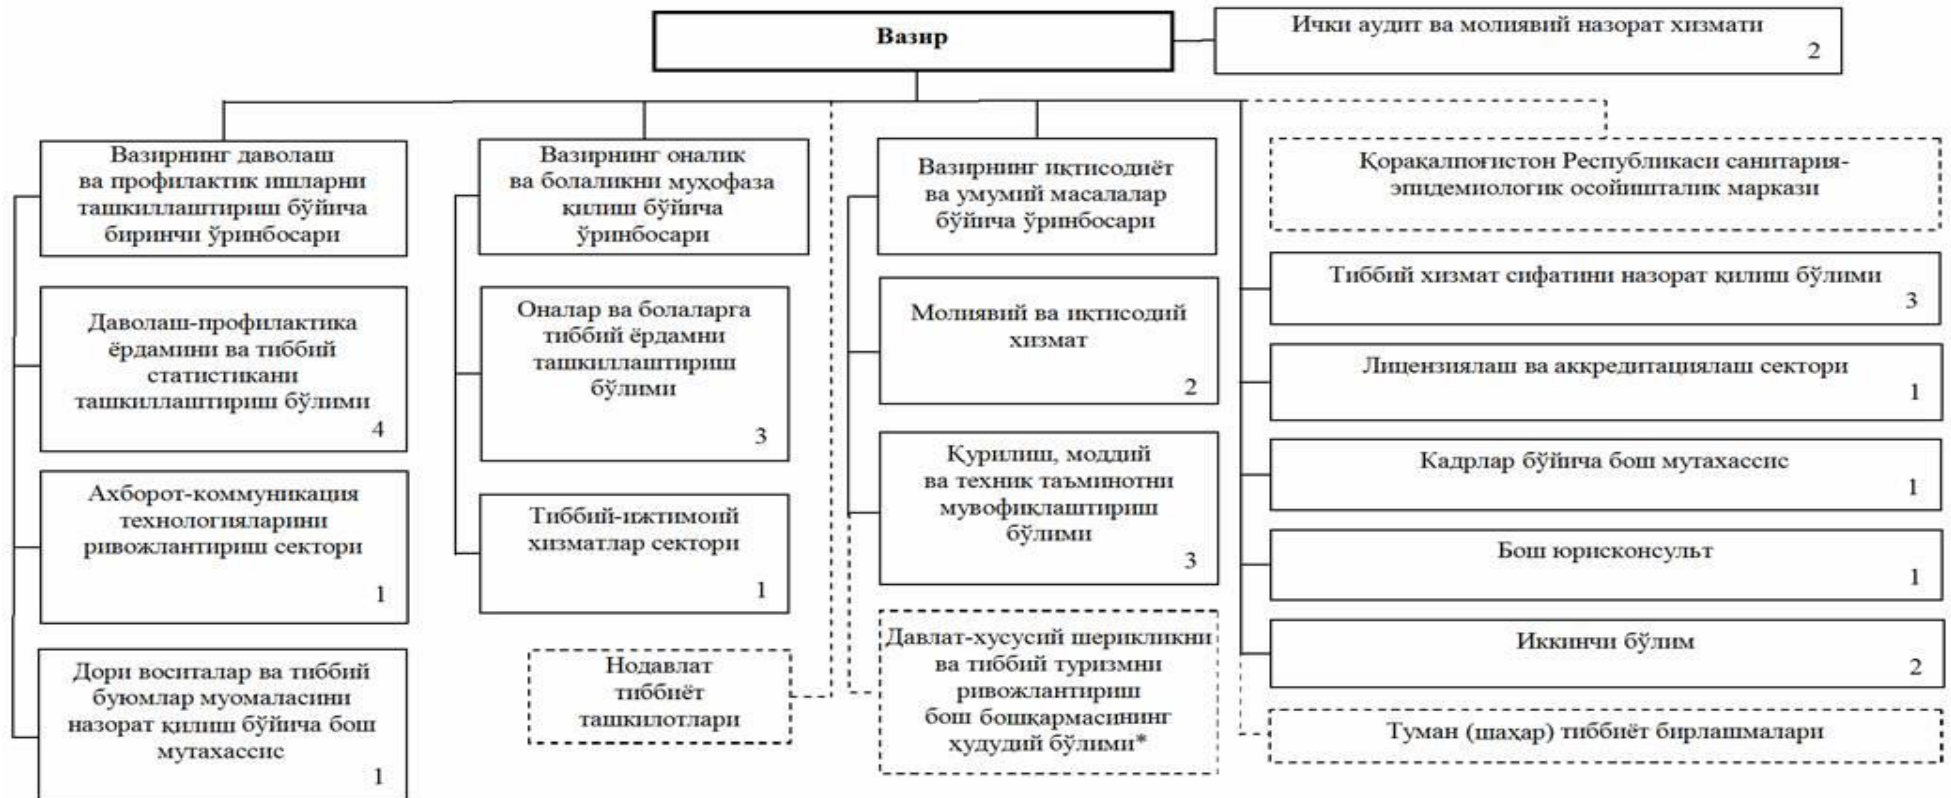 Вазир
Ички аудит ва молиявий назорат хизмати
2
Вазирнинг даволаш
ва профилактик ишларни
ташкиллаштириш бўйича
биринчи ўринбосари
Даволаш-профилактика
ёрдамини ва тиббий
статистикани
ташкиллаштириш бўлими
4
Ахборот-коммуникация
технологияларини
ривожлантириш сектори
1
Дори воситалар ва тиббий
буюмлар муомаласини
назорат қилиш бўйича бош
мутахассис
1
Вазирнинг оналик
ва болаликни муҳофаза
қилиш бўйича
ўринбосари
Оналар ва болаларга
тиббий ёрдамни
ташкиллаштириш
бўлими
3
Тиббий-ижтимоий
хизматлар сектори
1
Нодавлат
тиббиёт
ташкилотлари
Вазирнинг иқтисодиёт
ва умумий масалалар
бўйича ўринбосари
Молиявий ва иқтисодий
хизмат
2
Қурилиш, моддий
ва техник таъминотни
мувофиқлаштириш
бўлими
3
Давлат-хусусий шерикликни
ва тиббий туризмни
ривожлантириш
бош бошқармасининг
ҳудудий бўлими*
Қорақалпоғистон Республикаси санитария-
эпидемиологик осойишталик маркази
Тиббий хизмат сифатини назорат қилиш бўлими
3
Лицензиялаш ва аккредитациялаш сектори
1
Кадрлар бўйича бош мутахассис
1
Бош юрисконсульт
1
Иккинчи бўлим
2
Туман (шаҳар) тиббиёт бирлашмалари